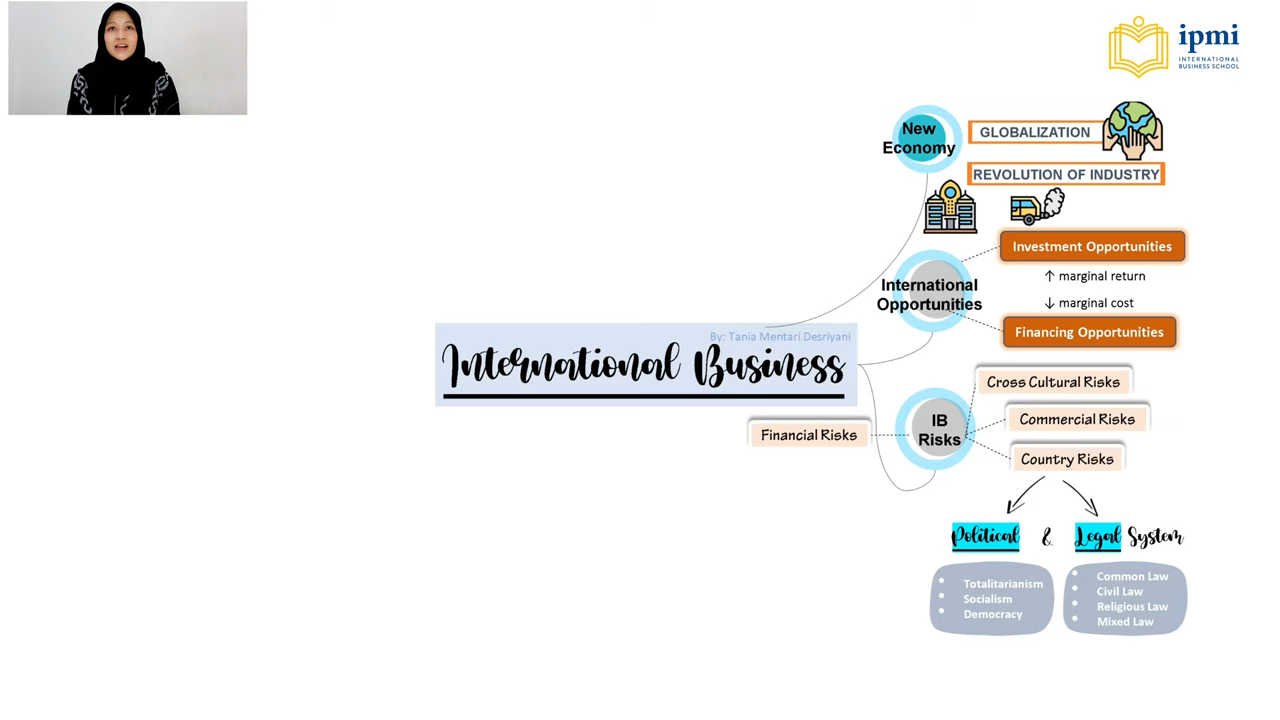 ipmi
INTERNATIONAL
BUSINESS SCHOOL
New
Economy
GLOBALIZATION
REVOLUTION OF INDUSTRY
International
Opportunities
Investment Opportunities
↑ marginal return
↓ marginal cost
Financing Opportunities
By: Tania Mentari Desriyani
International Business
IB
Risks
Cross Cultural Risks
Commercial Risks
Country Risks
Financial Risks
Political & Legal System
• Totalitarianism
• Socialism
• Democracy
• Common Law
• Civil Law
• Religious Law
• Mixed Law